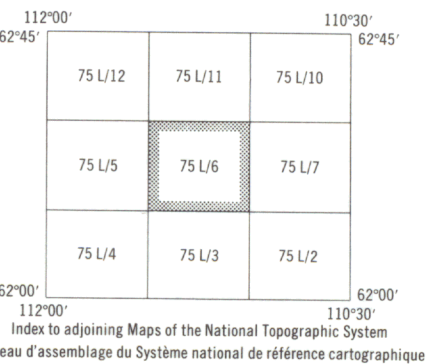 112°00′ 110°30′
62°45′ 62°45′
75 L/12 75 L/11 75 L/10
75 L/5 75 L/6 75 L/7
75 L/4 75 L/3 75 L/2
62°00′ 62°00′
112°00′ 110°30′
Index to adjoining Maps of the National Topographic System
eau d'assemblage du Système national de référence cartographique